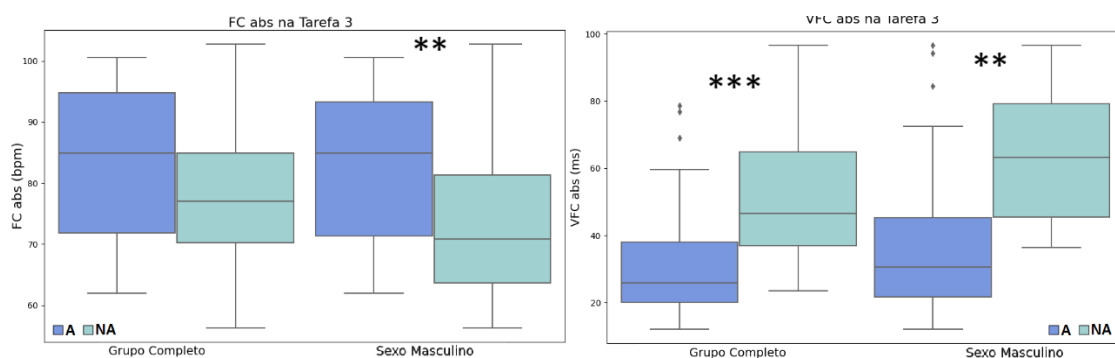 FC abs na Tarefa 3
FC abs (bpm)
100
90
80
70
60
**
A NA
Grupo Completo
Sexo Masculino
VFC abs na Tarefa 3
VFC abs (ms)
100
80
60
40
20
***
**
A NA
Grupo Completo
Sexo Masculino